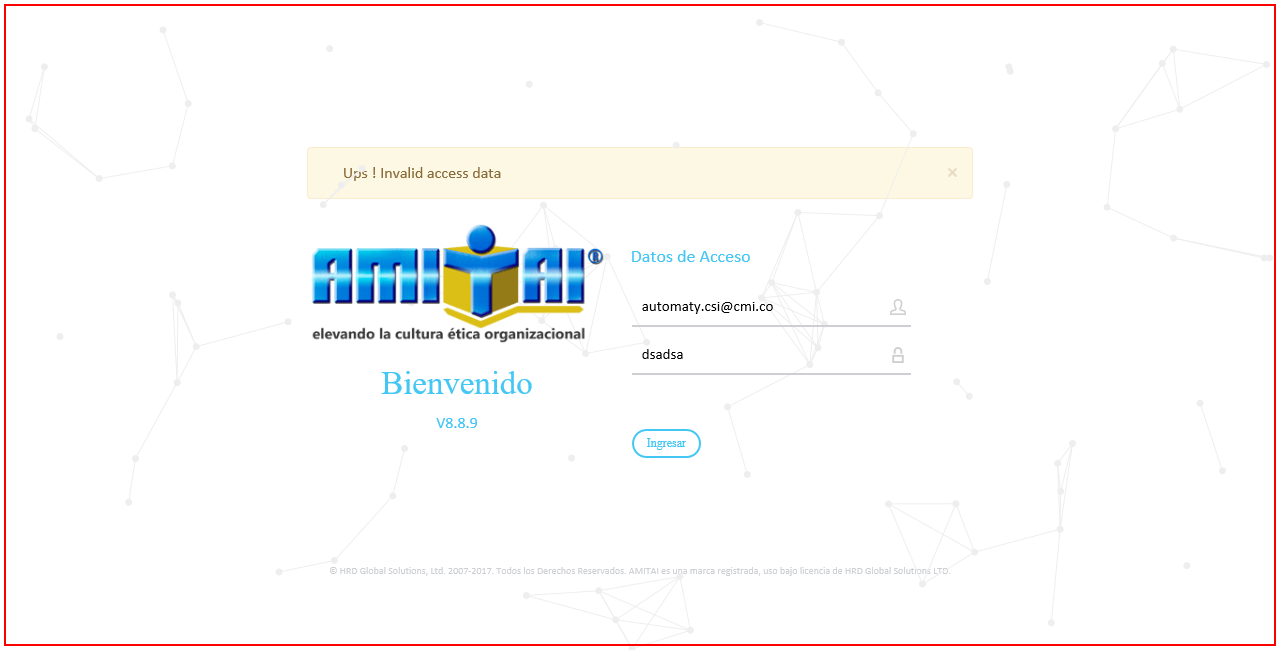 Ups ! Invalid access data
×
AMITAI®
elevando la cultura ética organizacional
Bienvenido
V8.8.9
Datos de Acceso
automaty.csi@cmi.co
dsadsa
Ingresar
© HRD Global Solutions, Ltd. 2007-2017. Todos los Derechos Reservados. AMITAI es una marca registrada, uso bajo licencia de HRD Global Solutions LTD.